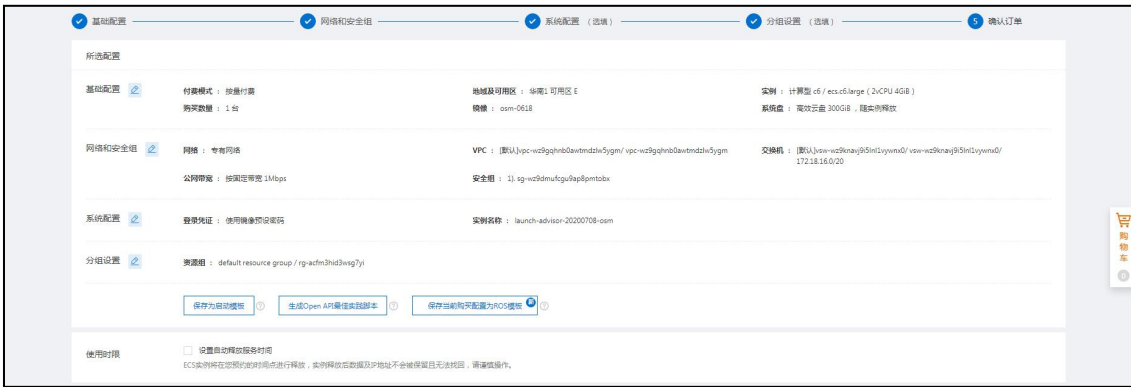 基础配置 网络和安全组 系统配置 （选填） 分组设置 （选填） 5 确认订单
所选配置
基础配置 付费模式 ： 按量付费 地域及可用区 ： 华南1 可用区 E 实例 ： 计算型 c6 / ecs.c6.large ( 2vCPU 4GiB )
购买数量 ： 1 台 镜像 ： osm-0618 系统盘 ： 高效云盘 300GiB ，随实例释放
网络和安全组 网络 ： 专有网络 VPC ： [默认]vpc-wz9gqhnb0awtmdzlw5ygm/ vpc-wz9gqhnb0awtmdzlw5ygm 交换机 ： [默认]vsw-wz9knavj9i5lnl1vywnx0/ vsw-wz9knavj9i5lnl1vywnx0/
172.18.16.0/20
公网带宽 ： 按固定带宽 1Mbps 安全组 ： 1). sg-wz9dmufcgu9ap8pmtobx
系统配置 登录凭证 ： 使用镜像预设密码 实例名称 ： launch-advisor-20200708-osm
分组设置 资源组 ： default resource group / rg-acfm3hid3wsg7yi
保存为启动模板 ? 生成Open API最佳实践脚本 ? 保存当前购买配置为ROS模板 新 ?
使用时限 设置自动释放服务时间
ECS实例将在您预约的时间点进行释放，实例释放后数据及IP地址不会被保留且无法找回，请谨慎操作。
购
物
车
0